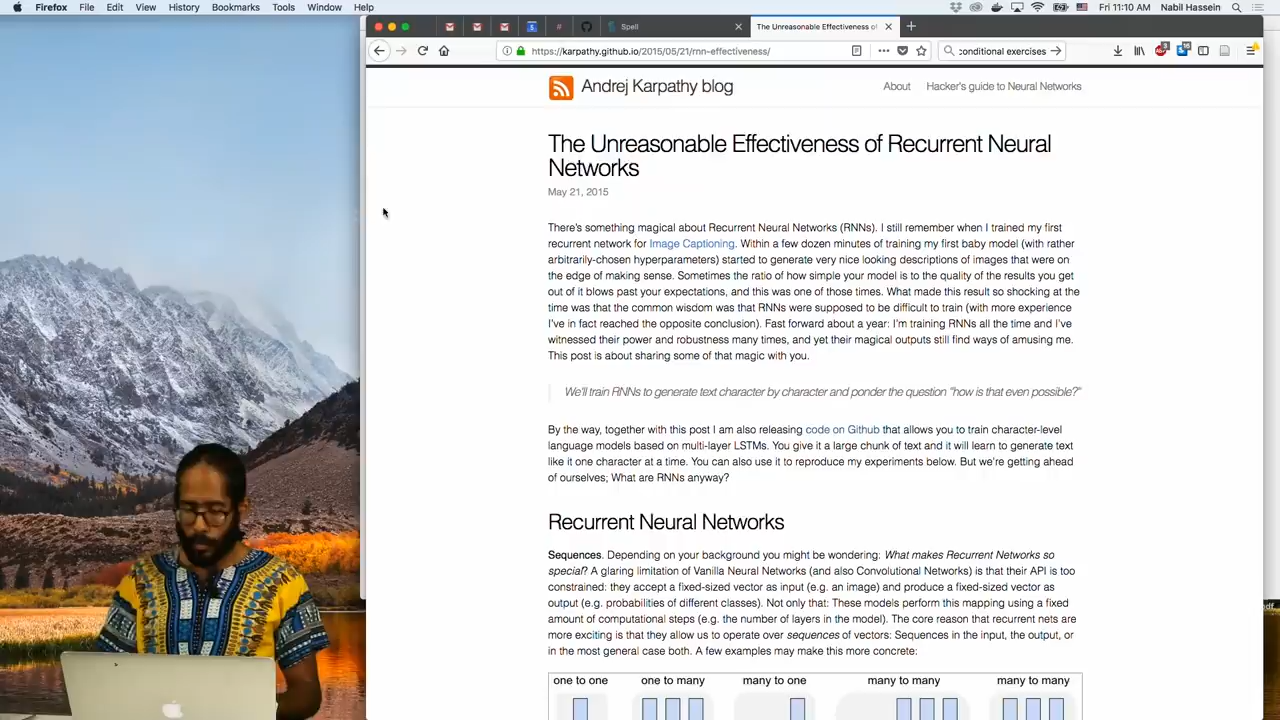 Firefox File Edit View History Bookmarks Tools Window Help
Fri 11:10 AM Nabil Hassein
Spell
The Unreasonable Effectiveness of
https://karpathy.github.io/2015/05/21/rnn-effectiveness/
conditional exercises
Andrej Karpathy blog
About Hacker's guide to Neural Networks
The Unreasonable Effectiveness of Recurrent Neural
Networks
May 21, 2015
There's something magical about Recurrent Neural Networks (RNNs). I still remember when I trained my first
recurrent network for Image Captioning. Within a few dozen minutes of training my first baby model (with rather
arbitrarily-chosen hyperparameters) started to generate very nice looking descriptions of images that were on
the edge of making sense. Sometimes the ratio of how simple your model is to the quality of the results you get
out of it blows past your expectations, and this was one of those times. What made this result so shocking at the
time was that the common wisdom was that RNNs were supposed to be difficult to train (with more experience
I've in fact reached the opposite conclusion). Fast forward about a year: I'm training RNNs all the time and I've
witnessed their power and robustness many times, and yet their magical outputs still find ways of amusing me.
This post is about sharing some of that magic with you.
We'll train RNNs to generate text character by character and ponder the question "how is that even possible?"
By the way, together with this post I am also releasing code on Github that allows you to train character-level
language models based on multi-layer LSTMs. You give it a large chunk of text and it will learn to generate text
like it one character at a time. You can also use it to reproduce my experiments below. But we're getting ahead
of ourselves; What are RNNs anyway?
Recurrent Neural Networks
Sequences. Depending on your background you might be wondering: What makes Recurrent Networks so
special? A glaring limitation of Vanilla Neural Networks (and also Convolutional Networks) is that their API is too
constrained: they accept a fixed-sized vector as input (e.g. an image) and produce a fixed-sized vector as
output (e.g. probabilities of different classes). Not only that: These models perform this mapping using a fixed
amount of computational steps (e.g. the number of layers in the model). The core reason that recurrent nets are
more exciting is that they allow us to operate over sequences of vectors: Sequences in the input, the output, or
in the most general case both. A few examples may make this more concrete:
one to one one to many many to one many to many many to many